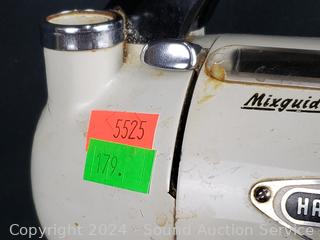 5525
179.
Mixguid
HA
Copyright 2024 - Sound Auction Service -